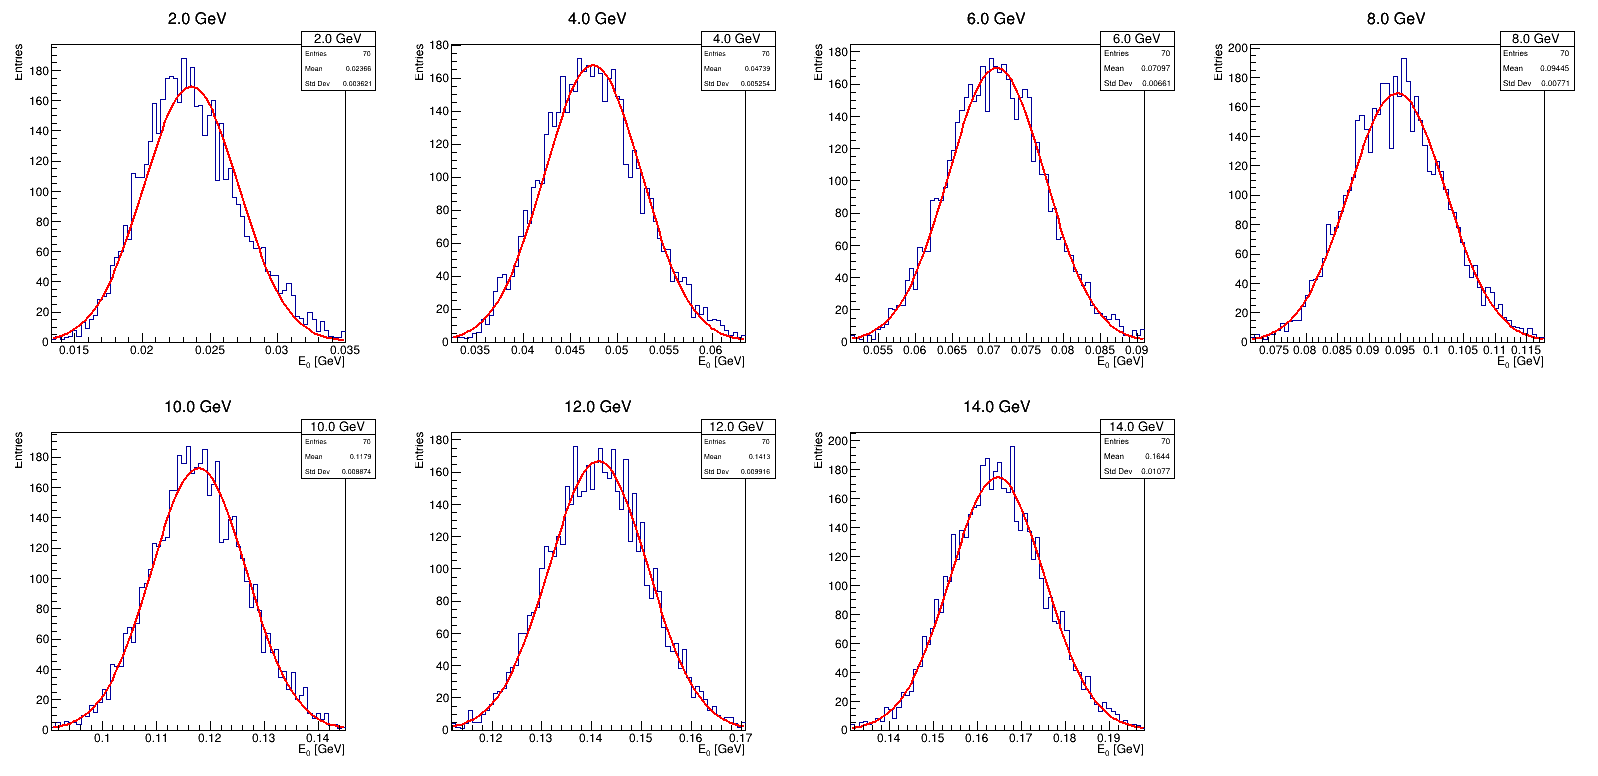 2.0 GeV
Entries
2.0 GeV
Entries 70
Mean 0.02366
Std Dev 0.003621
180
160
140
120
100
80
60
40
20
0
0.015 0.02 0.025 0.03 0.035
E0 [GeV]
4.0 GeV
Entries
4.0 GeV
Entries 70
Mean 0.04739
Std Dev 0.005254
180
160
140
120
100
80
60
40
20
0
0.035 0.04 0.045 0.05 0.055 0.06
E0 [GeV]
6.0 GeV
Entries
6.0 GeV
Entries 70
Mean 0.07097
Std Dev 0.00661
180
160
140
120
100
80
60
40
20
0
0.055 0.06 0.065 0.07 0.075 0.08 0.085 0.09
E0 [GeV]
8.0 GeV
Entries
8.0 GeV
Entries 70
Mean 0.09445
Std Dev 0.00771
200
180
160
140
120
100
80
60
40
20
0
0.075 0.08 0.085 0.09 0.095 0.1 0.105 0.11 0.115
E0 [GeV]
10.0 GeV
Entries
10.0 GeV
Entries 70
Mean 0.1179
Std Dev 0.008874
180
160
140
120
100
80
60
40
20
0
0.1 0.11 0.12 0.13 0.14
E0 [GeV]
12.0 GeV
Entries
12.0 GeV
Entries 70
Mean 0.1413
Std Dev 0.009916
180
160
140
120
100
80
60
40
20
0
0.12 0.13 0.14 0.15 0.16 0.17
E0 [GeV]
14.0 GeV
Entries
14.0 GeV
Entries 70
Mean 0.1644
Std Dev 0.01077
200
180
160
140
120
100
80
60
40
20
0
0.14 0.15 0.16 0.17 0.18 0.19
E0 [GeV]